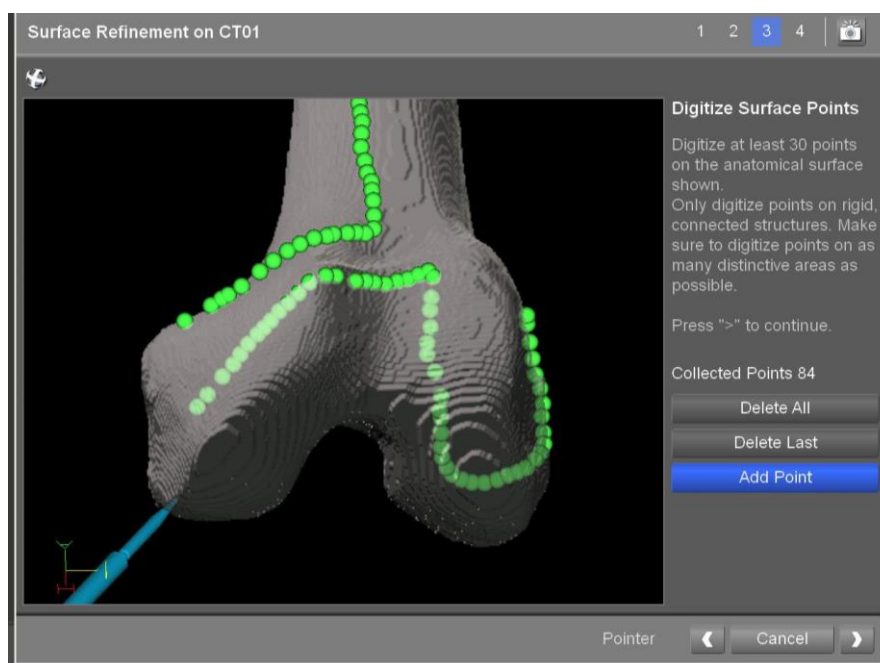 Surface Refinement on CT01
1 2 3 4
Digitize Surface Points
Digitize at least 30 points
on the anatomical surface
shown.
Only digitize points on rigid,
connected structures. Make
sure to digitize points on as
many distinctive areas as
possible.
Press ">" to continue.
Collected Points 84
Delete All
Delete Last
Add Point
Pointer
Cancel